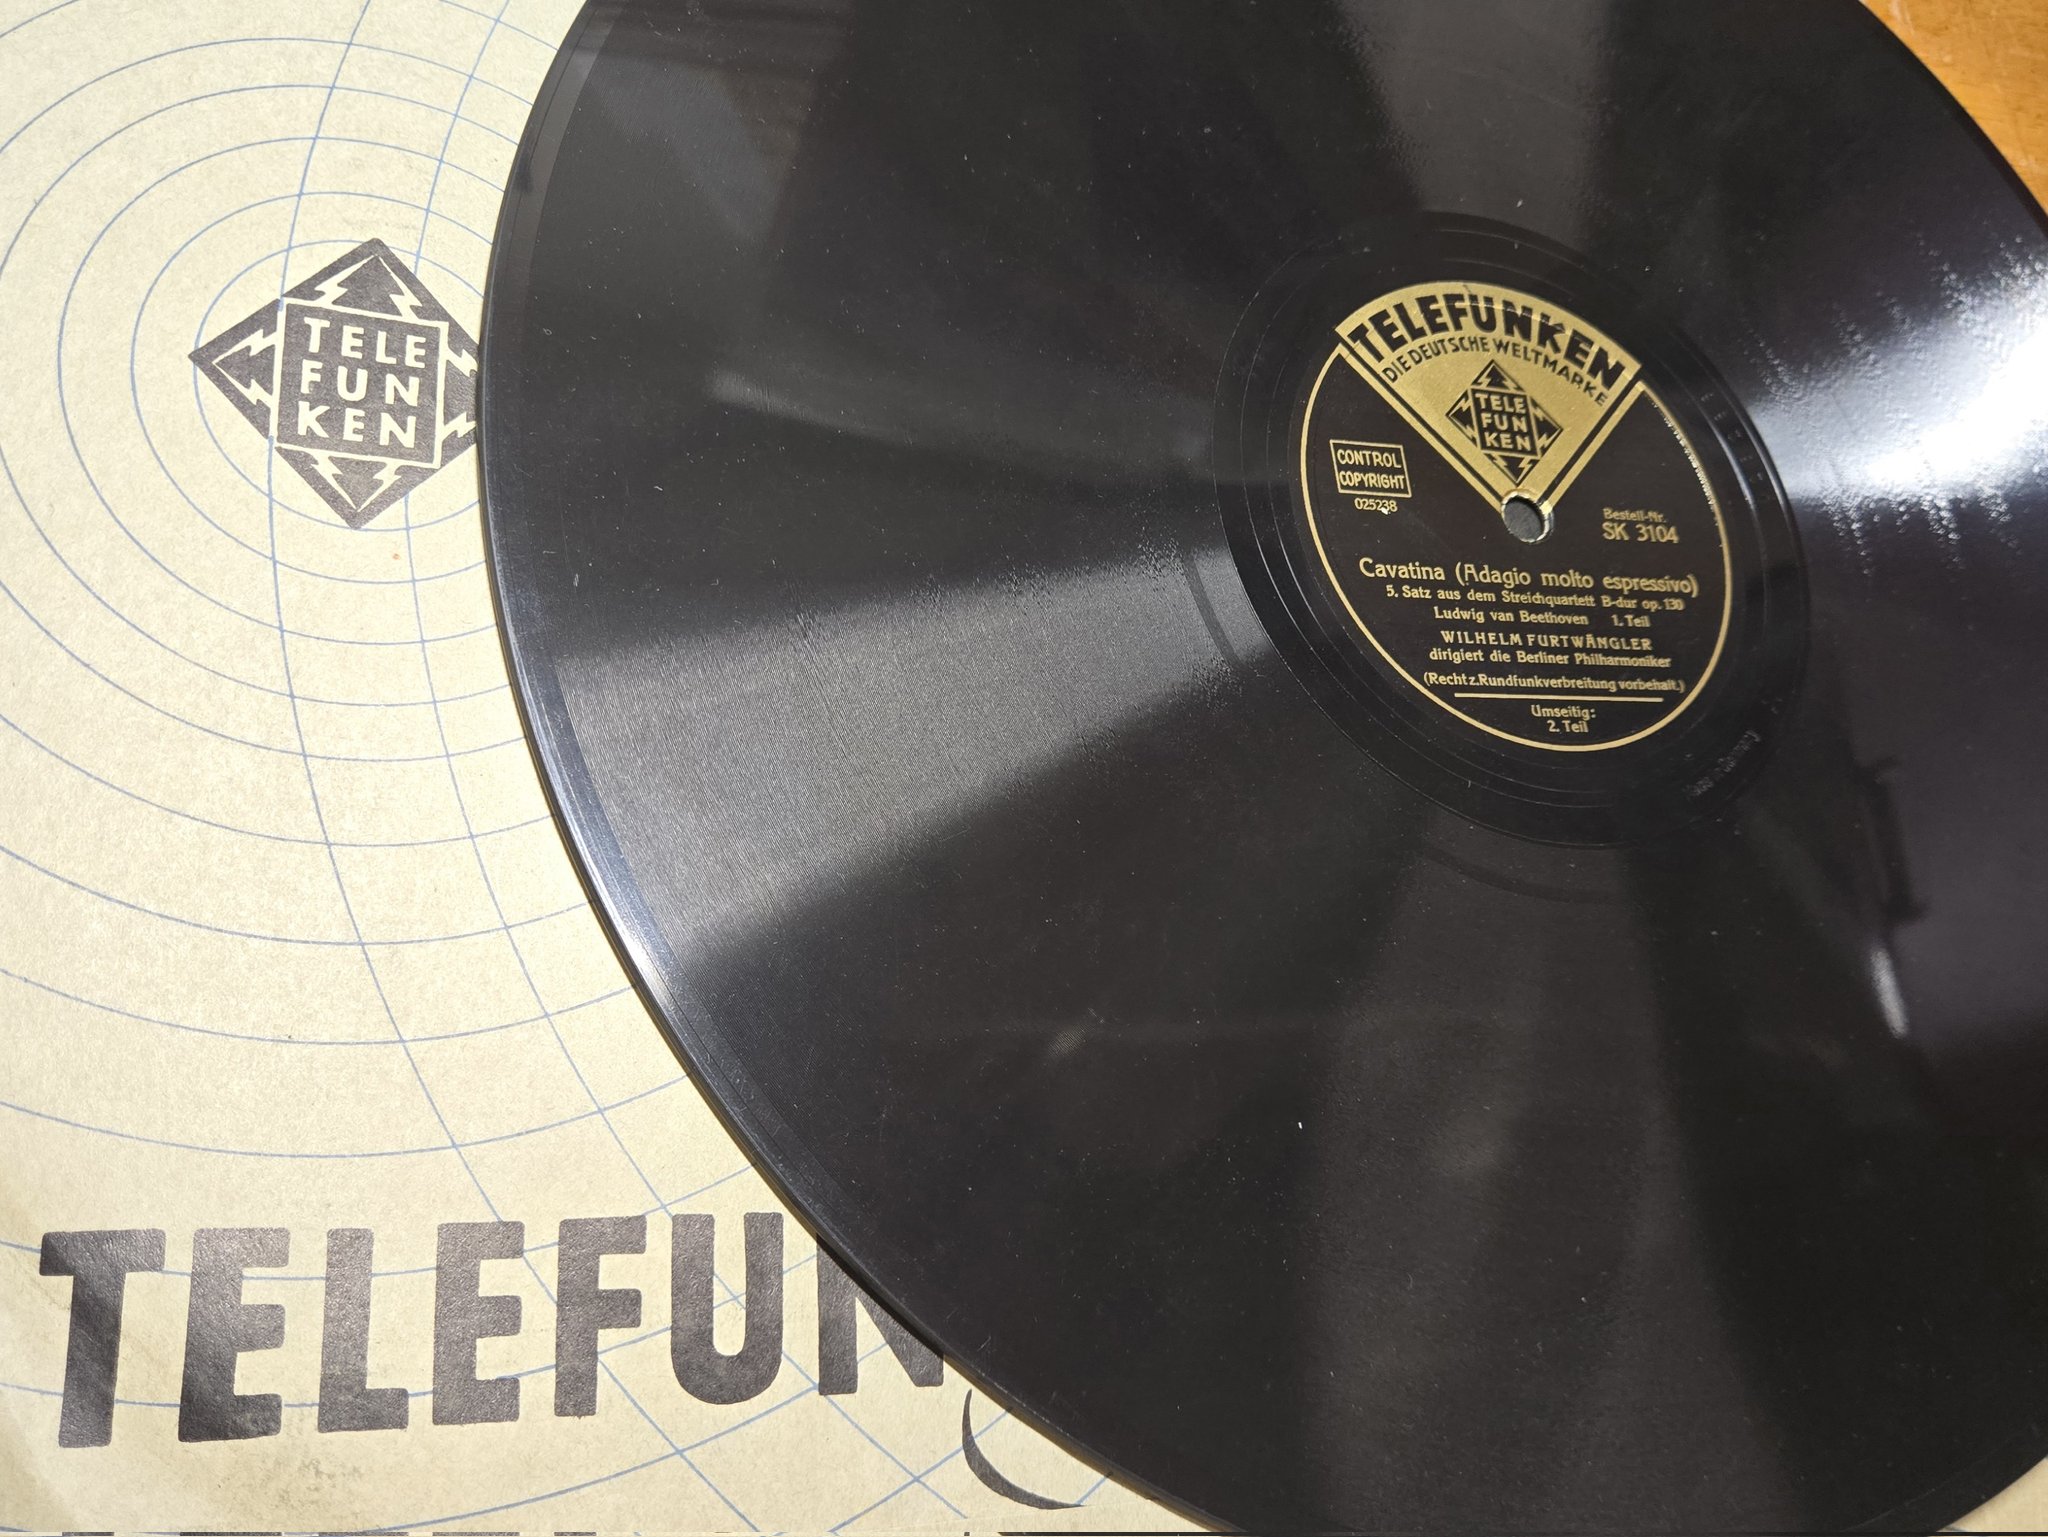 TELE
FUN
KEN
TELEFUN
TELEFUNKEN
DIE DEUTSCHE WELTMARKE
TELE
FUN
KEN
CONTROL
COPYRIGHT
025238
Bestell-Nr.
SK 3104
Cavatina (Adagio molto espressivo)
5. Satz aus dem Streichquartett B-dur op. 130
Ludwig van Beethoven 1. Teil
WILHELM FURTWÄNGLER
dirigiert die Berliner Philharmoniker
(Recht z. Rundfunkverbreitung vorbehalt.)
Umseitig:
2. Teil